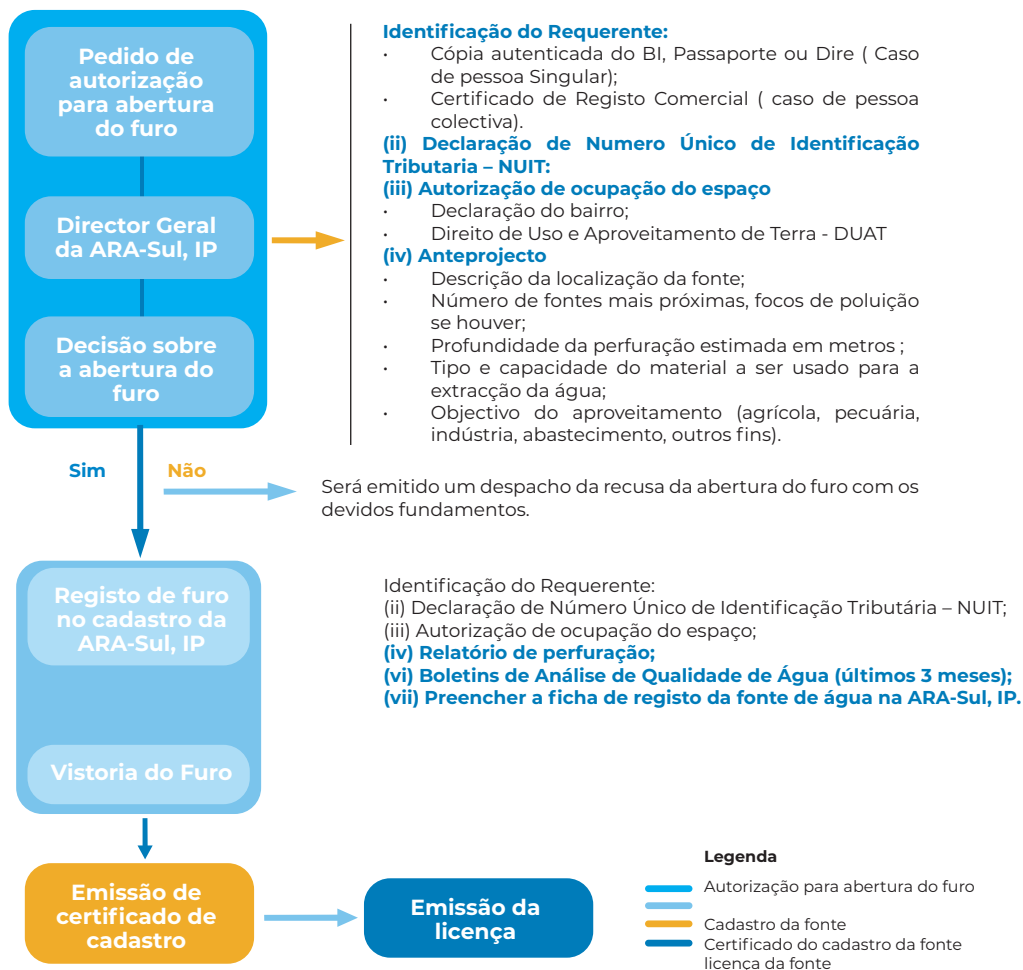 Pedido de
autorização
para abertura
do furo
Director Geral
da ARA-Sul, IP
Decisão sobre
a abertura do
furo
Identificação do Requerente:
• Cópia autenticada do BI, Passaporte ou Dire ( Caso
de pessoa Singular);
• Certificado de Registo Comercial ( caso de pessoa
colectiva).
(ii) Declaração de Numero Único de Identificação
Tributaria – NUIT:
(iii) Autorização de ocupação do espaço
• Declaração do bairro;
• Direito de Uso e Aproveitamento de Terra - DUAT
(iv) Anteprojecto
• Descrição da localização da fonte;
• Número de fontes mais próximas, focos de poluição
se houver;
• Profundidade da perfuração estimada em metros ;
• Tipo e capacidade do material a ser usado para a
extracção da água;
• Objectivo do aproveitamento (agrícola, pecuária,
indústria, abastecimento, outros fins).
Sim Não
Será emitido um despacho da recusa da abertura do furo com os
devidos fundamentos.
Registo de furo
no cadastro da
ARA-Sul, IP
Vistoria do Furo
Identificação do Requerente:
(ii) Declaração de Número Único de Identificação Tributária – NUIT;
(iii) Autorização de ocupação do espaço;
(iv) Relatório de perfuração;
(vi) Boletins de Análise de Qualidade de Água (últimos 3 meses);
(vii) Preencher a ficha de registo da fonte de água na ARA-Sul, IP.
Emissão de
certificado de
cadastro
Emissão da
licença
Legenda
Autorização para abertura do furo
Cadastro da fonte
Certificado do cadastro da fonte
licença da fonte